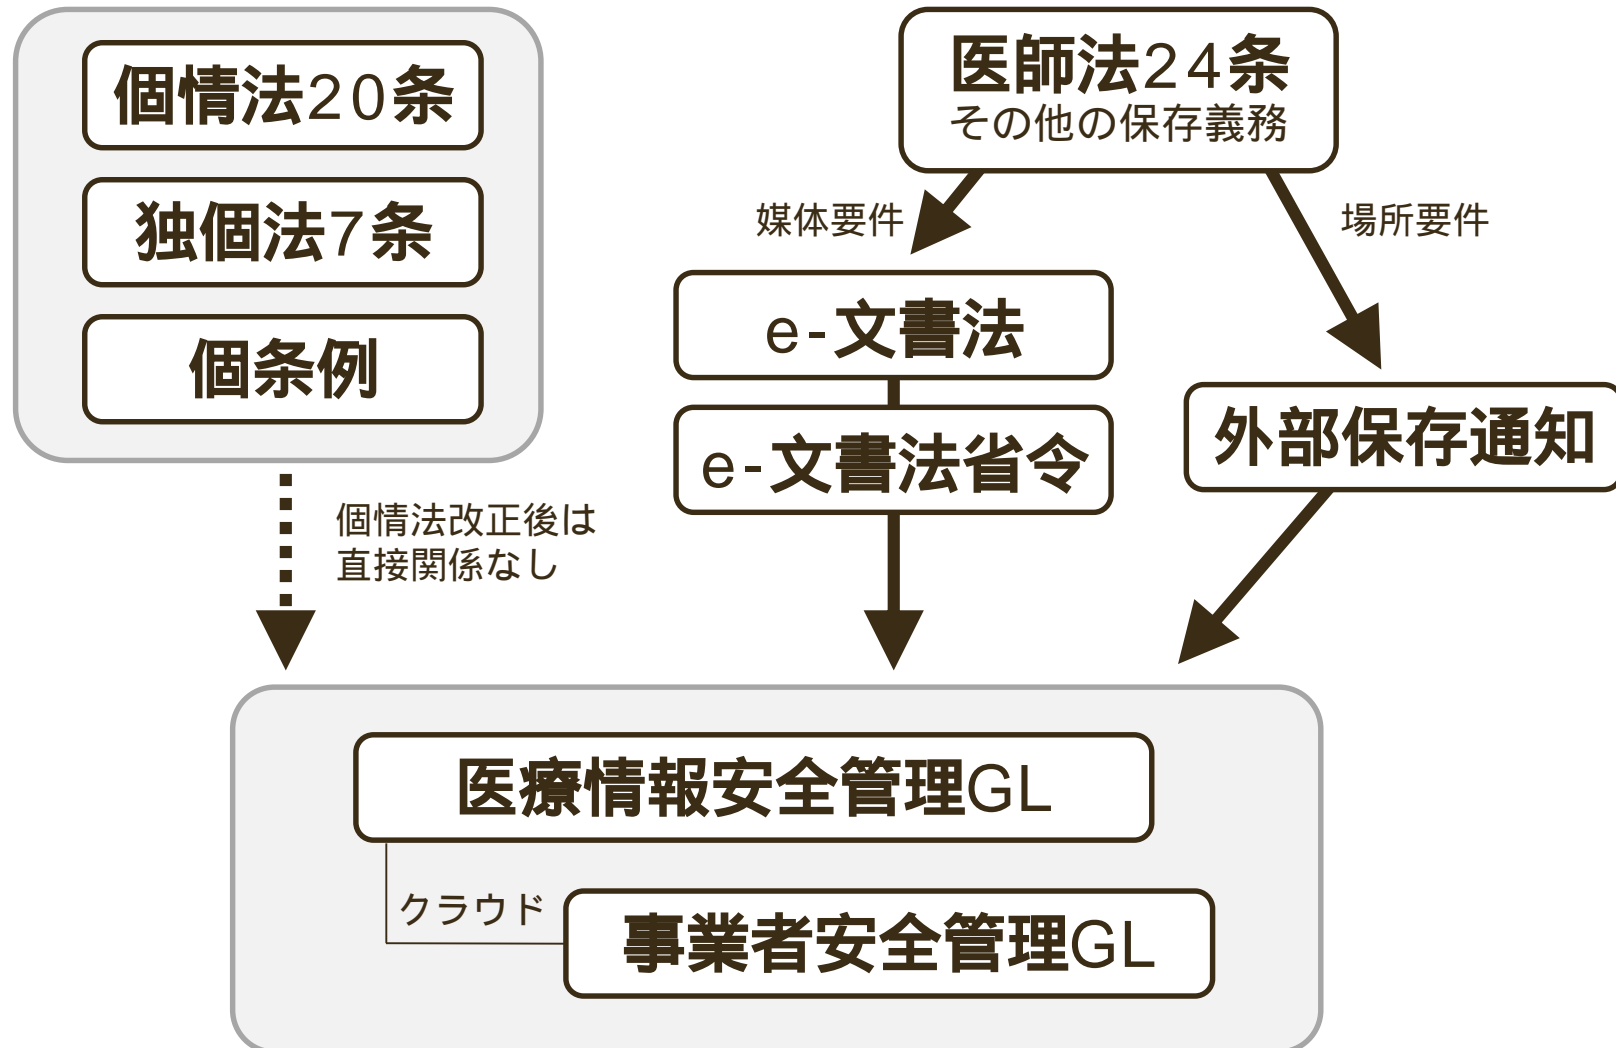 個情法20条
独個法7条
個条例
個情法改正後は
直接関係なし
医師法24条
その他の保存義務
媒体要件
場所要件
e-文書法
e-文書法省令
外部保存通知
医療情報安全管理GL
クラウド
事業者安全管理GL